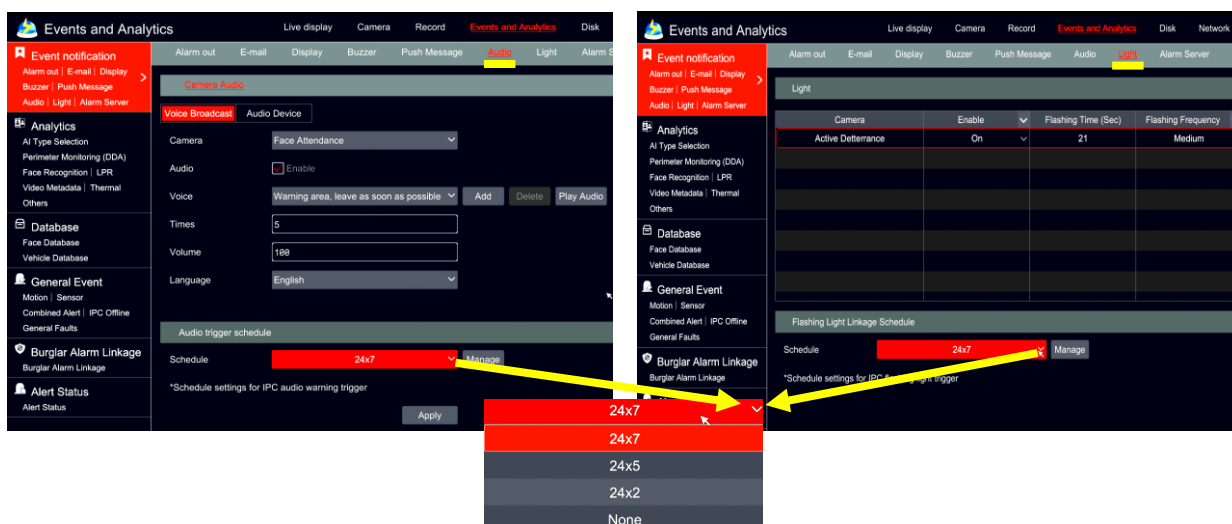 Events and Analytics
Live display Camera Record Events and Analytics Disk
Event notification
Alarm out | E-mail | Display
Buzzer | Push Message
Audio | Light | Alarm Server
Analytics
AI Type Selection
Perimeter Monitoring (DDA)
Face Recognition | LPR
Video Metadata | Thermal
Others
Database
Face Database
Vehicle Database
General Event
Motion | Sensor
Combined Alert | IPC Offline
General Faults
Burglar Alarm Linkage
Burglar Alarm Linkage
Alert Status
Alert Status
Alarm out E-mail Display Buzzer Push Message Audio Light Alarm S
Camera Audio
Voice Broadcast Audio Device
Camera Face Attendance
Audio Enable
Voice Warning area, leave as soon as possible Add Delete Play Audio
Times 5
Volume 100
Language English
Audio trigger schedule
Schedule 24x7 Manage
*Schedule settings for IPC audio warning trigger
Apply
Events and Analytics
Live display Camera Record Events and Analytics Disk Network
Event notification
Alarm out | E-mail | Display
Buzzer | Push Message
Audio | Light | Alarm Server
Analytics
AI Type Selection
Perimeter Monitoring (DDA)
Face Recognition | LPR
Video Metadata | Thermal
Others
Database
Face Database
Vehicle Database
General Event
Motion | Sensor
Combined Alert | IPC Offline
General Faults
Burglar Alarm Linkage
Burglar Alarm Linkage
Alarm out E-mail Display Buzzer Push Message Audio Light Alarm Server
Light
Camera Enable Flashing Time (Sec) Flashing Frequency
Active Detterrance On 21 Medium
Flashing Light Linkage Schedule
Schedule 24x7 Manage
*Schedule settings for IPC flashing light trigger
24x7
24x7
24x5
24x2
None